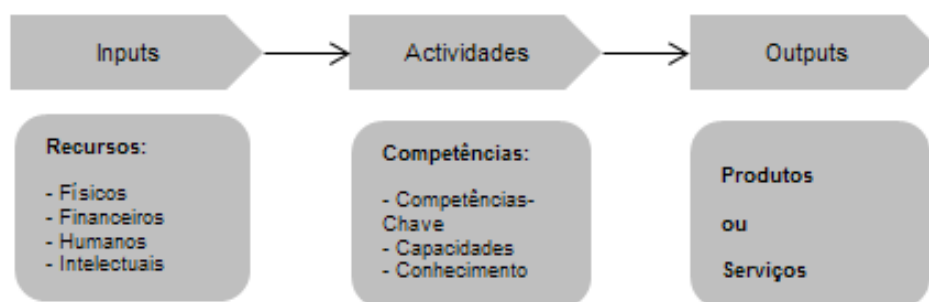 Inputs
Actividades
Outputs
Recursos:
- Físicos
- Financeiros
- Humanos
- Intelectuais
Competências:
- Competências-
Chave
- Capacidades
- Conhecimento
Produtos
ou
Serviços